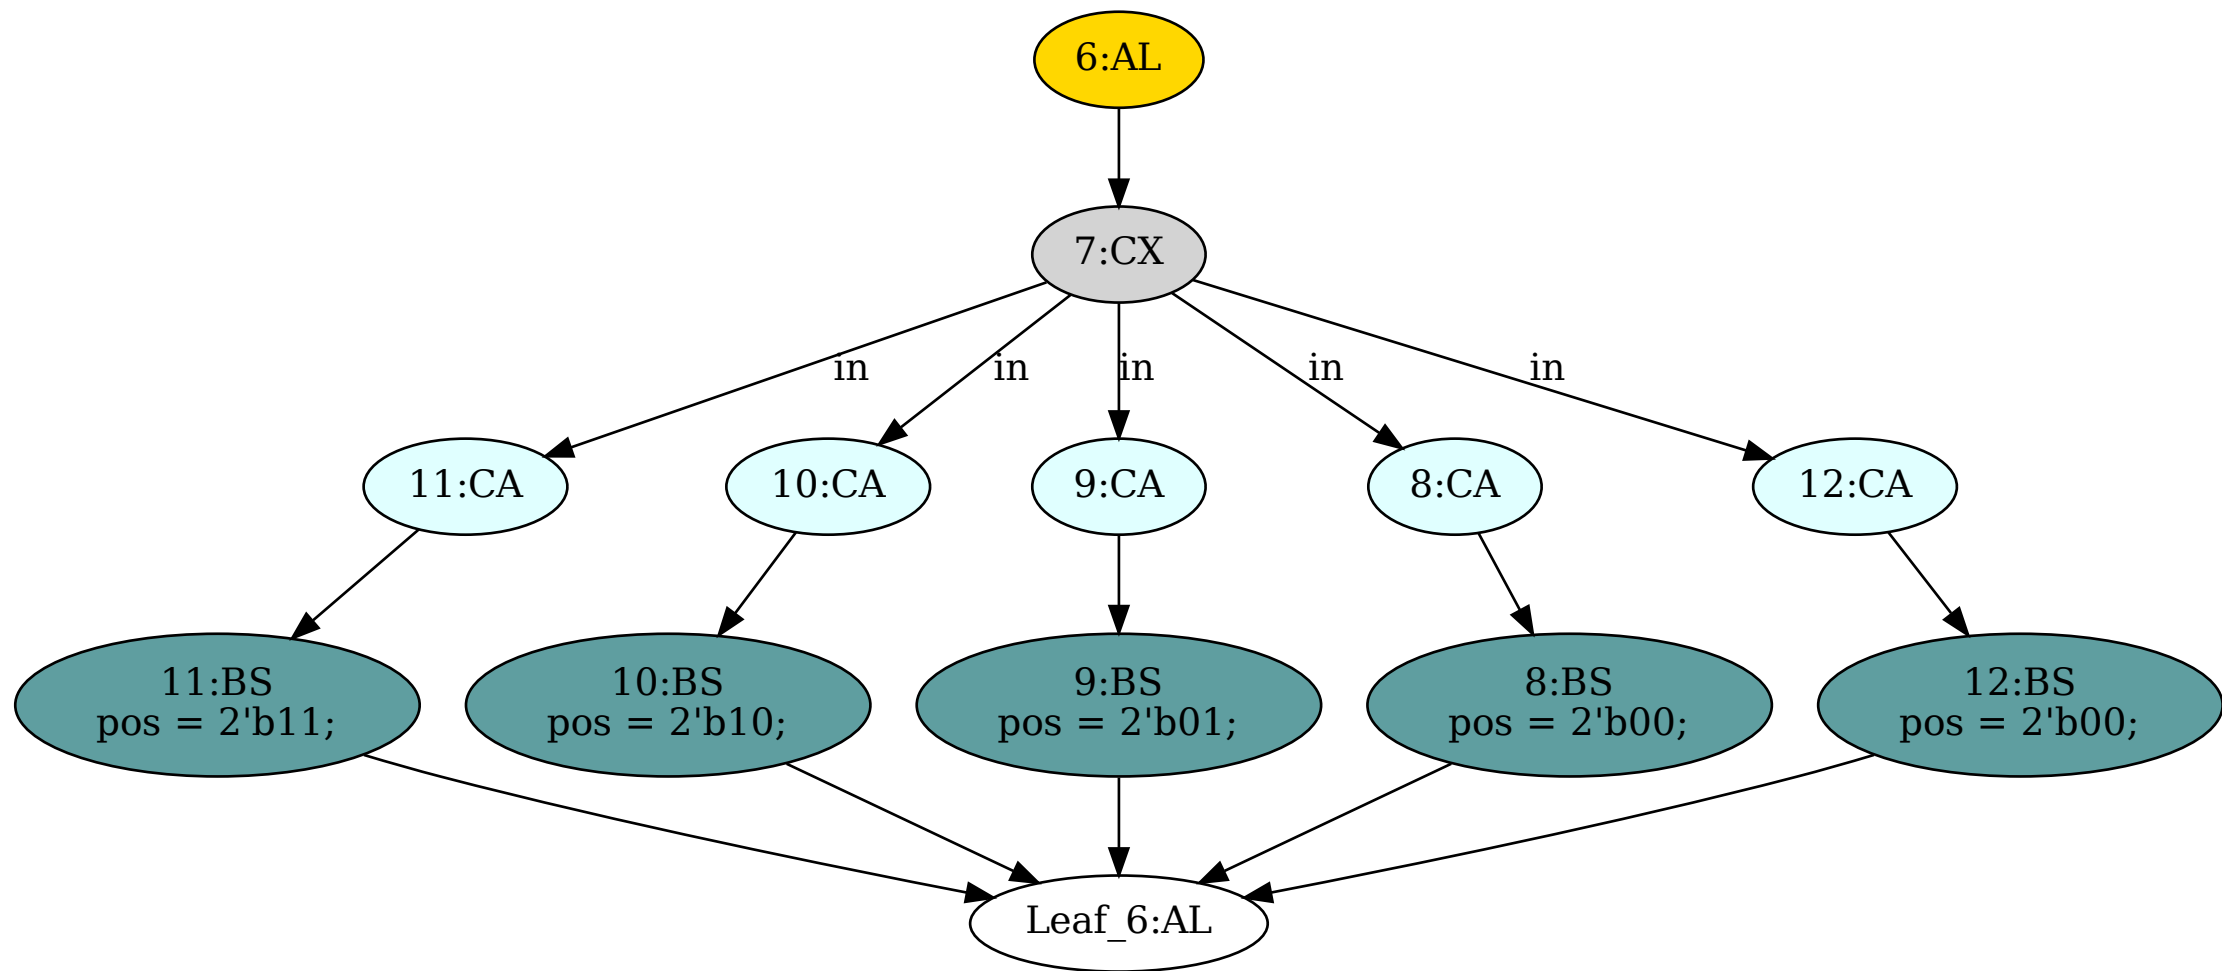 6:AL
7:CX
in
in
in
in
in
11:CA
10:CA
9:CA
8:CA
12:CA
11:BS
pos = 2'b11;
10:BS
pos = 2'b10;
9:BS
pos = 2'b01;
8:BS
pos = 2'b00;
12:BS
pos = 2'b00;
Leaf_6:AL